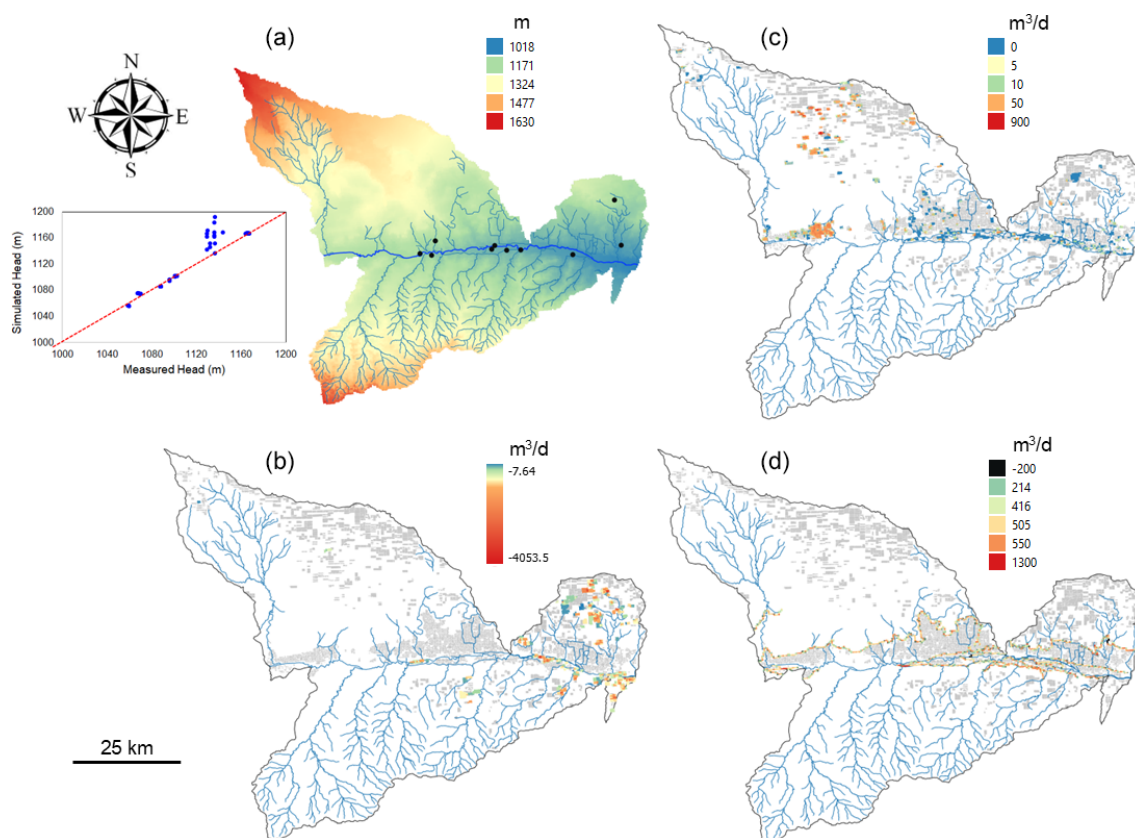 (a)
m
1018
1171
1324
1477
1630
N
W E
S
1200
1160
1120
1080
1040
1000
Simulated Head (m)
1000 1040 1080 1120 1160 1200
Measured Head (m)
(c)
m³/d
0
5
10
50
900
(b)
m³/d
-7.64
-4053.5
25 km
(d)
m³/d
-200
214
416
505
550
1300